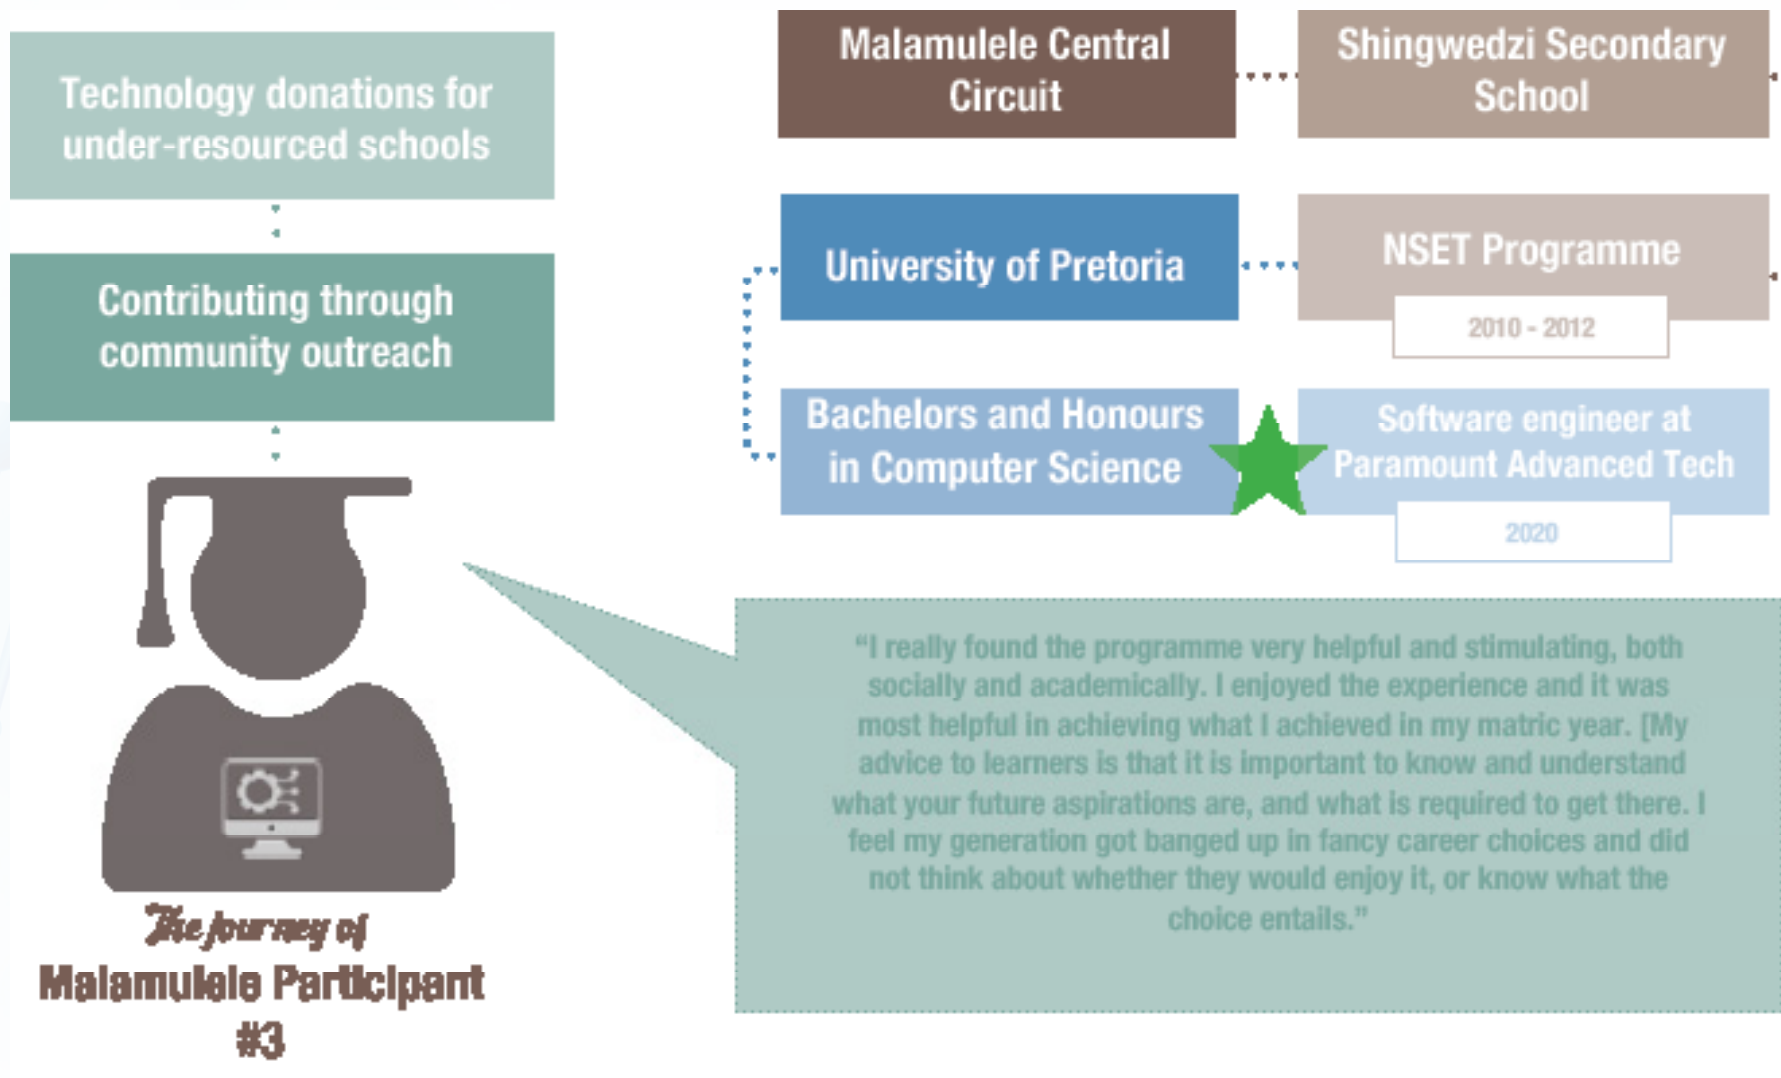 Technology donations for
under-resourced schools
Contributing through
community outreach
The Journey of
Malamulele Participant
#3
Malamulele Central
Circuit
Shingwedzi Secondary
School
University of Pretoria
NSET Programme
2010 - 2012
Bachelors and Honours
in Computer Science
Software engineer at
Paramount Advanced Tech
2020
“I really found the programme very helpful and stimulating, both
socially and academically. I enjoyed the experience and it was
most helpful in achieving what I achieved in my matric year. [My
advice to learners is that it is important to know and understand
what your future aspirations are, and what is required to get there. I
feel my generation got banged up in fancy career choices and did
not think about whether they would enjoy it, or know what the
choice entails.”